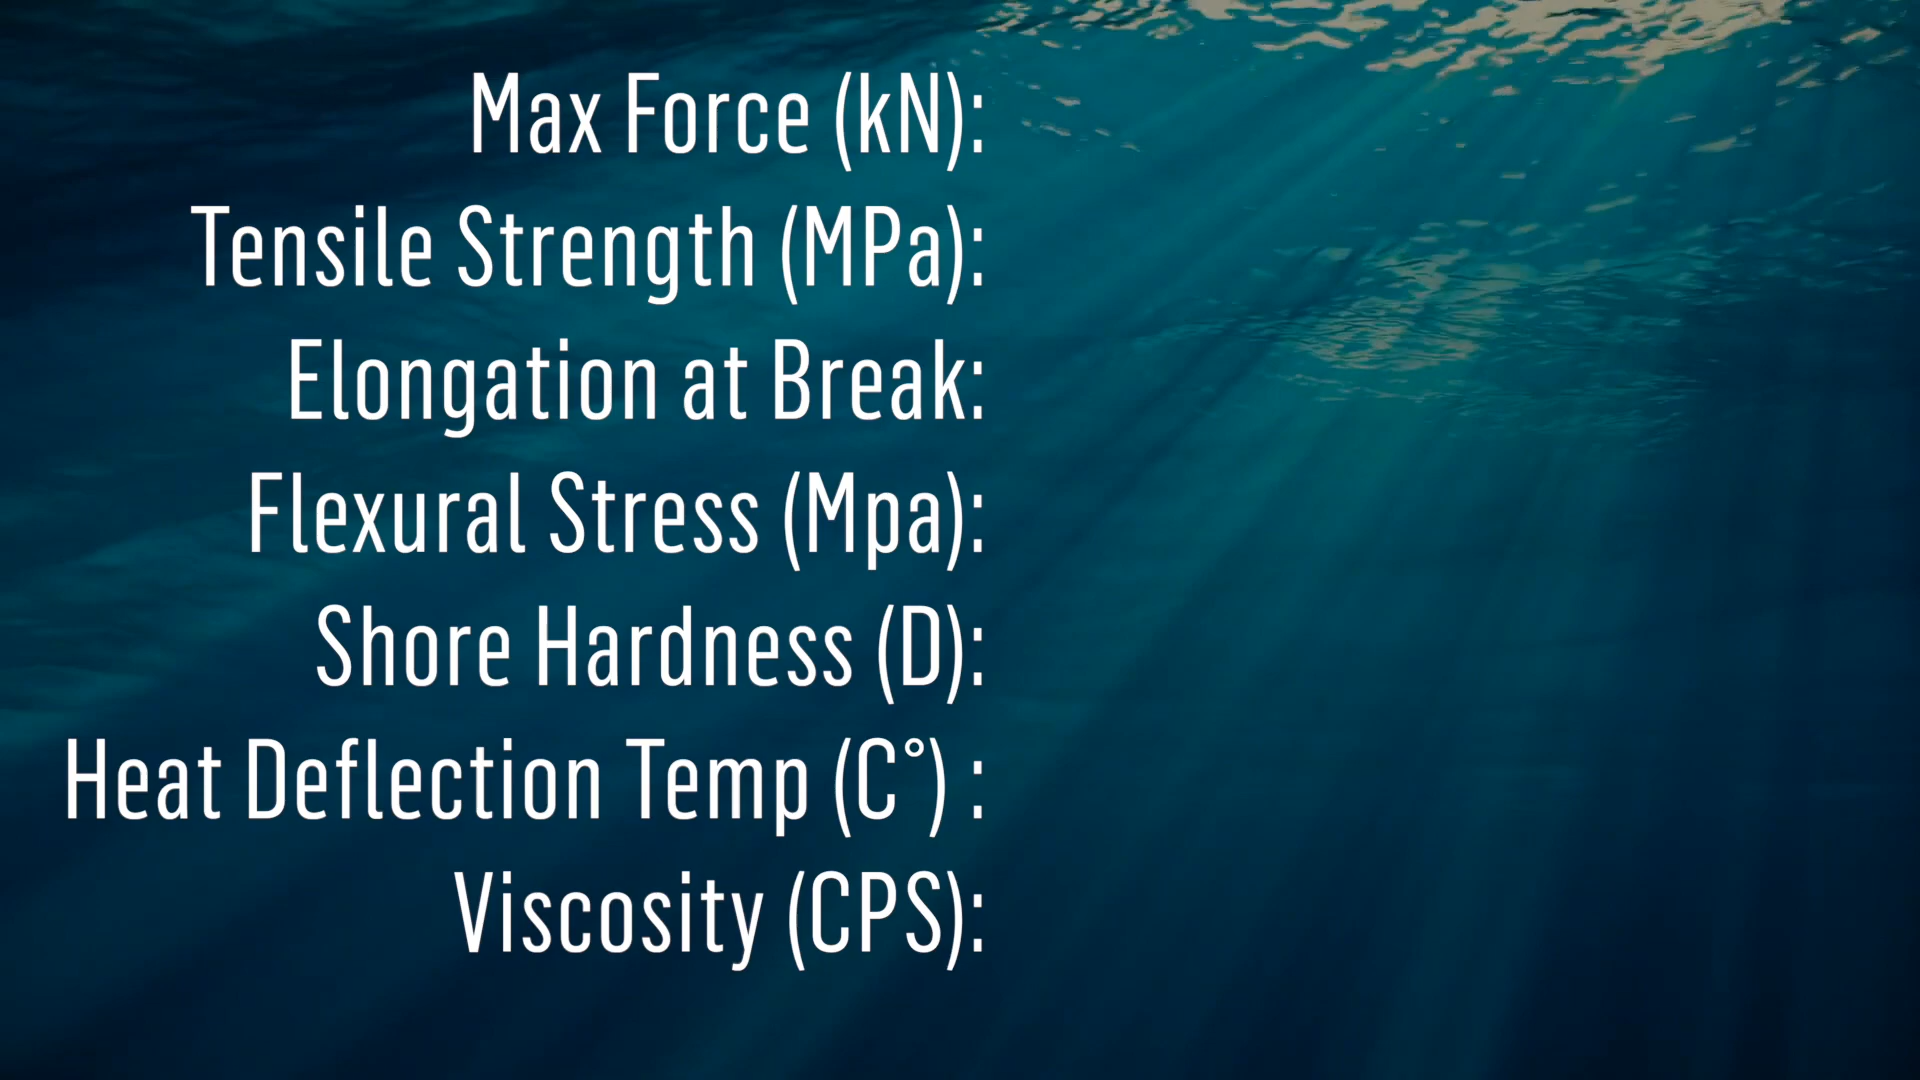 Max Force (kN):
Tensile Strength (MPa):
Elongation at Break:
Flexural Stress (Mpa):
Shore Hardness (D):
Heat Deflection Temp (C°) :
Viscosity (CPS):